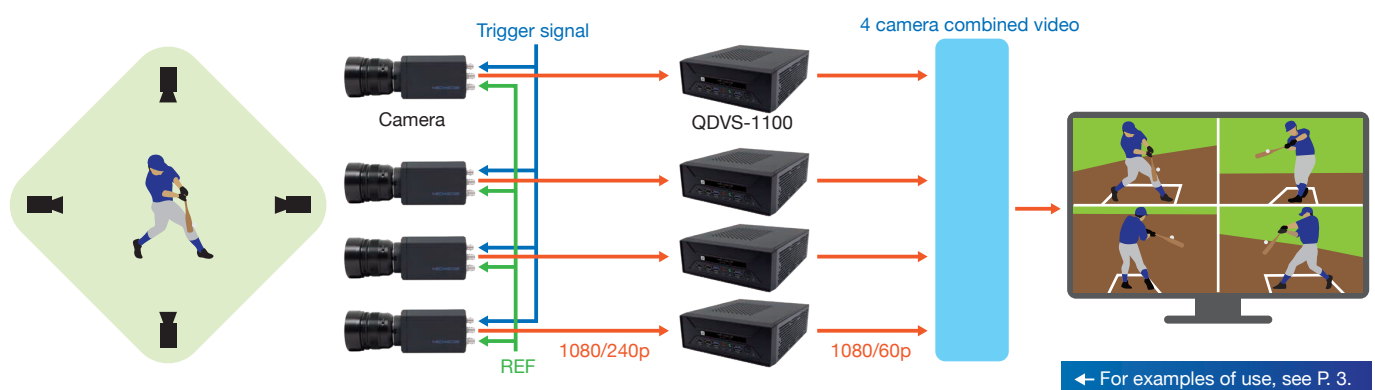 Trigger signal
4 camera combined video
Camera
QDVS-1100
1080/240p
1080/60p
REF
← For examples of use, see P. 3.